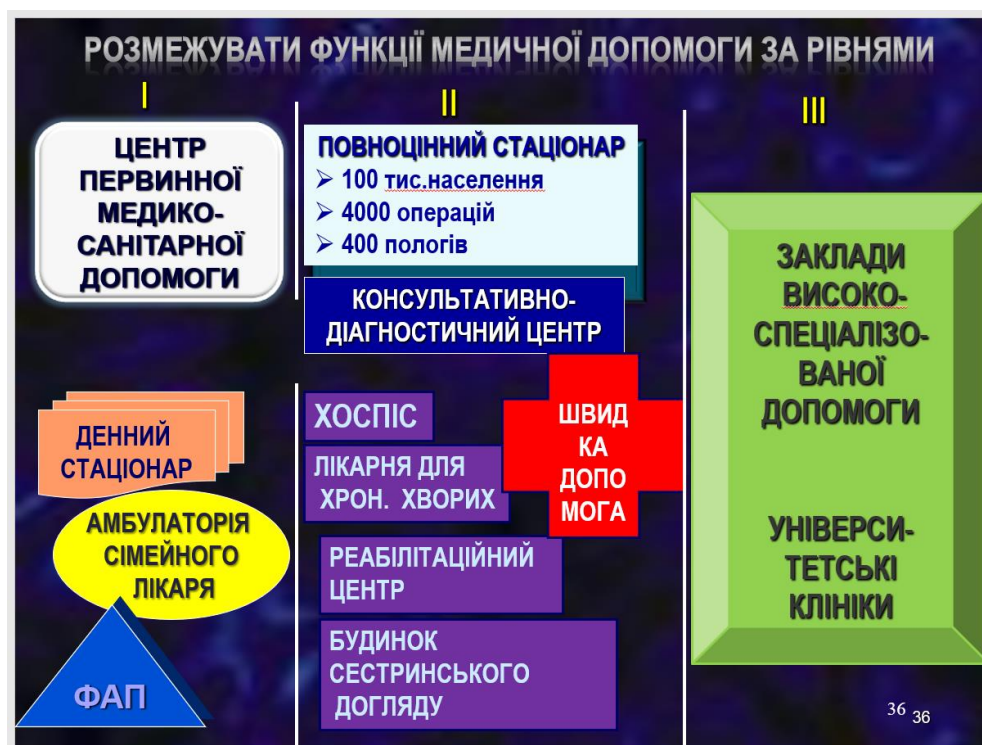 РОЗМЕЖУВАТИ ФУНКЦІЇ МЕДИЧНОЇ ДОПОМОГИ ЗА РІВНЯМИ
I
ЦЕНТР
ПЕРВИННОЇ
МЕДИКО-
САНІТАРНОЇ
ДОПОМОГИ
ДЕННИЙ
СТАЦІОНАР
АМБУЛАТОРІЯ
СІМЕЙНОГО
ЛІКАРЯ
ФАП
II
ПОВНОЦІННИЙ СТАЦІОНАР
➢ 100 тис.населення
➢ 4000 операцій
➢ 400 пологів
КОНСУЛЬТАТИВНО-
ДІАГНОСТИЧНИЙ ЦЕНТР
ХОСПІС
ЛІКАРНЯ ДЛЯ
ХРОН. ХВОРИХ
РЕАБІЛІТАЦІЙНИЙ
ЦЕНТР
БУДИНОК
СЕСТРИНСЬКОГО
ДОГЛЯДУ
ШВИД
КА
ДОПО
МОГА
III
ЗАКЛАДИ
ВИСОКО-
СПЕЦІАЛІЗО-
ВАНОЇ
ДОПОМОГИ
УНІВЕРСИ-
ТЕТСЬКІ
КЛІНІКИ
36 36